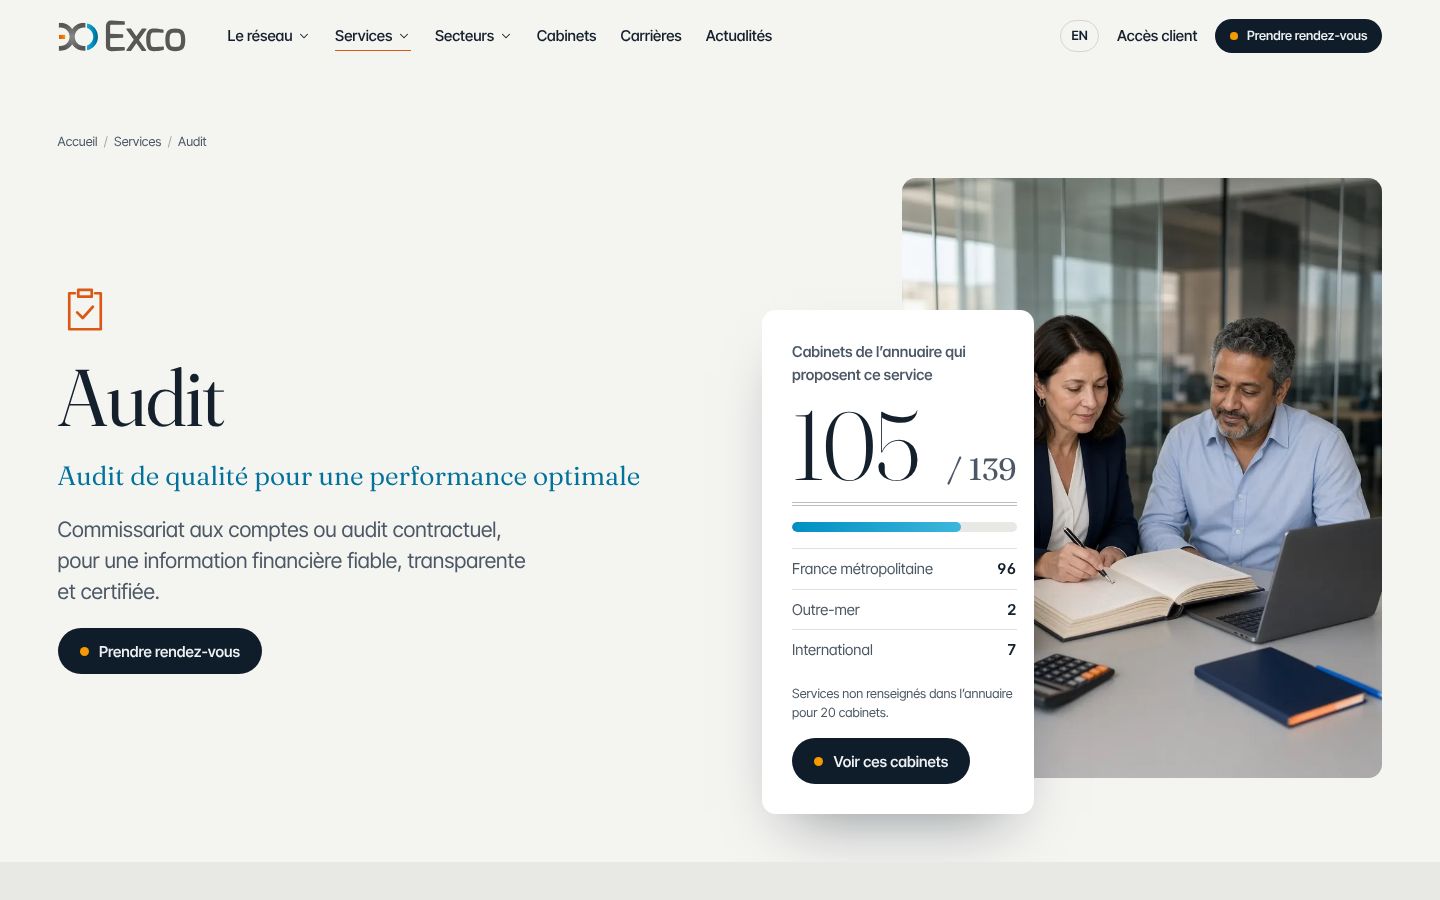 Exco
Le réseau
Services
Secteurs
Cabinets
Carrières
Actualités
EN
Accès client
Prendre rendez-vous
Accueil / Services / Audit
Audit
Audit de qualité pour une performance optimale
Commissariat aux comptes ou audit contractuel,
pour une information financière fiable, transparente
et certifiée.
Prendre rendez-vous
Cabinets de l’annuaire qui
proposent ce service
105 / 139
France métropolitaine 96
Outre-mer 2
International 7
Services non renseignés dans l’annuaire
pour 20 cabinets.
Voir ces cabinets